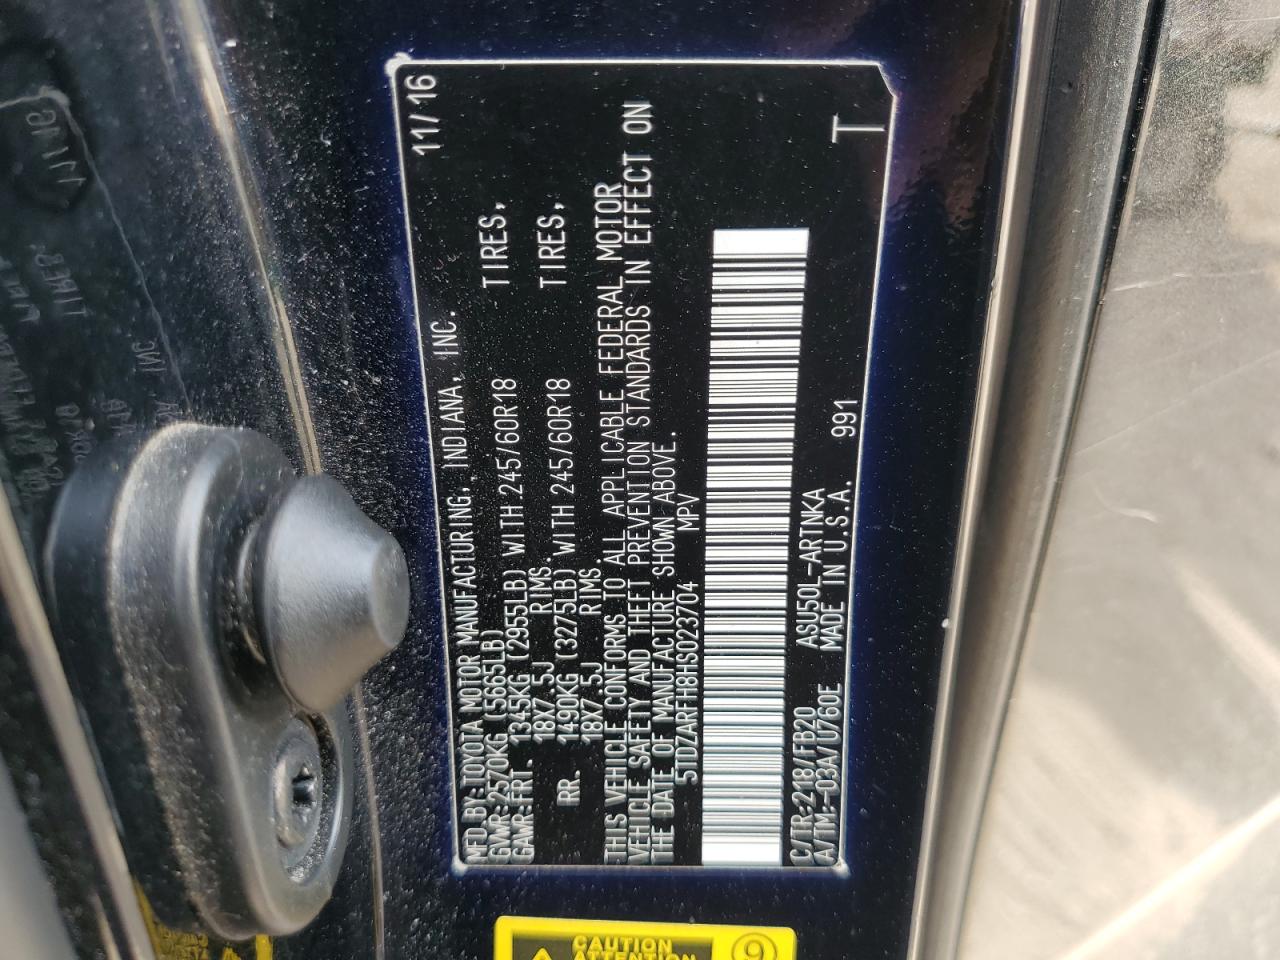 MFD.BY:TOYOTA MOTOR MANUFACTURING, INDIANA, INC. 11/16
GVWR:2570KG (5665LB)
GAWR:FRT. 1345KG (2955LB) WITH 245/60R18 TIRES,
18X7.5J RIMS.
RR. 1490KG (3275LB) WITH 245/60R18 TIRES,
18X7.5J RIMS.
THIS VEHICLE CONFORMS TO ALL APPLICABLE FEDERAL MOTOR
VEHICLE SAFETY AND THEFT PREVENTION STANDARDS IN EFFECT ON
THE DATE OF MANUFACTURE SHOWN ABOVE.
5TDZARFH8HS023704 MPV
C/TR:218/FB20 ASU50L-ARTNKA 991 T
A/TM:-03A/U760E MADE IN U.S.A.
CAUTION
ATTENTION
9